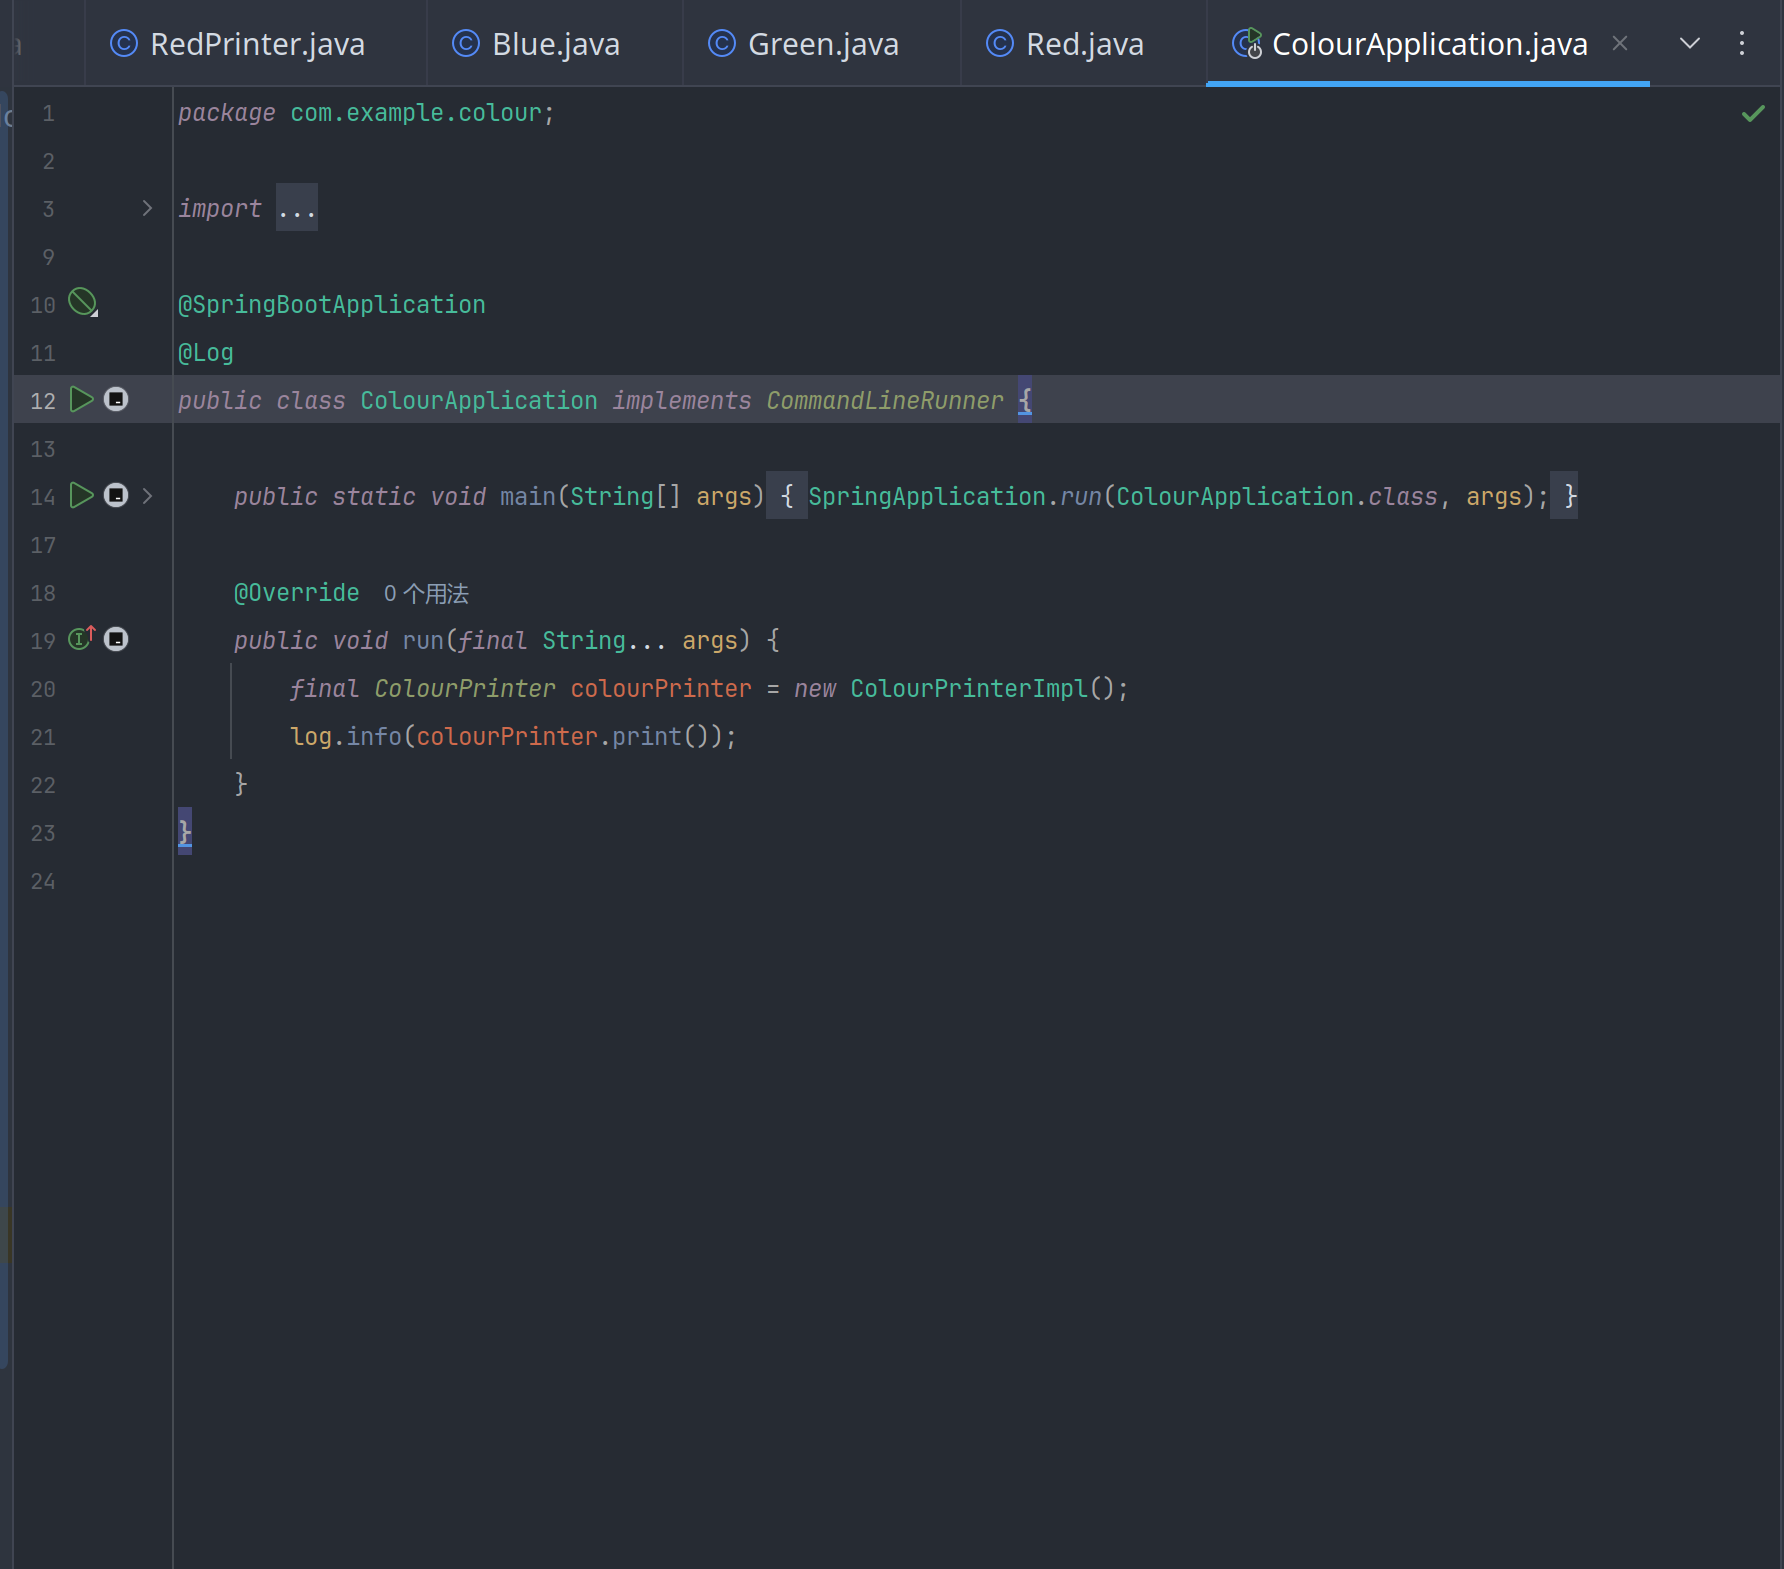 RedPrinter.java Blue.java Green.java Red.java ColourApplication.java
1 package com.example.colour;
2
3 import ...
9
10 @SpringBootApplication
11 @Log
12 public class ColourApplication implements CommandLineRunner {
13
14 public static void main(String[] args) { SpringApplication.run(ColourApplication.class, args); }
17
18 @Override 0 个用法
19 public void run(final String... args) {
20 final ColourPrinter colourPrinter = new ColourPrinterImpl();
21 log.info(colourPrinter.print());
22 }
23 }
24